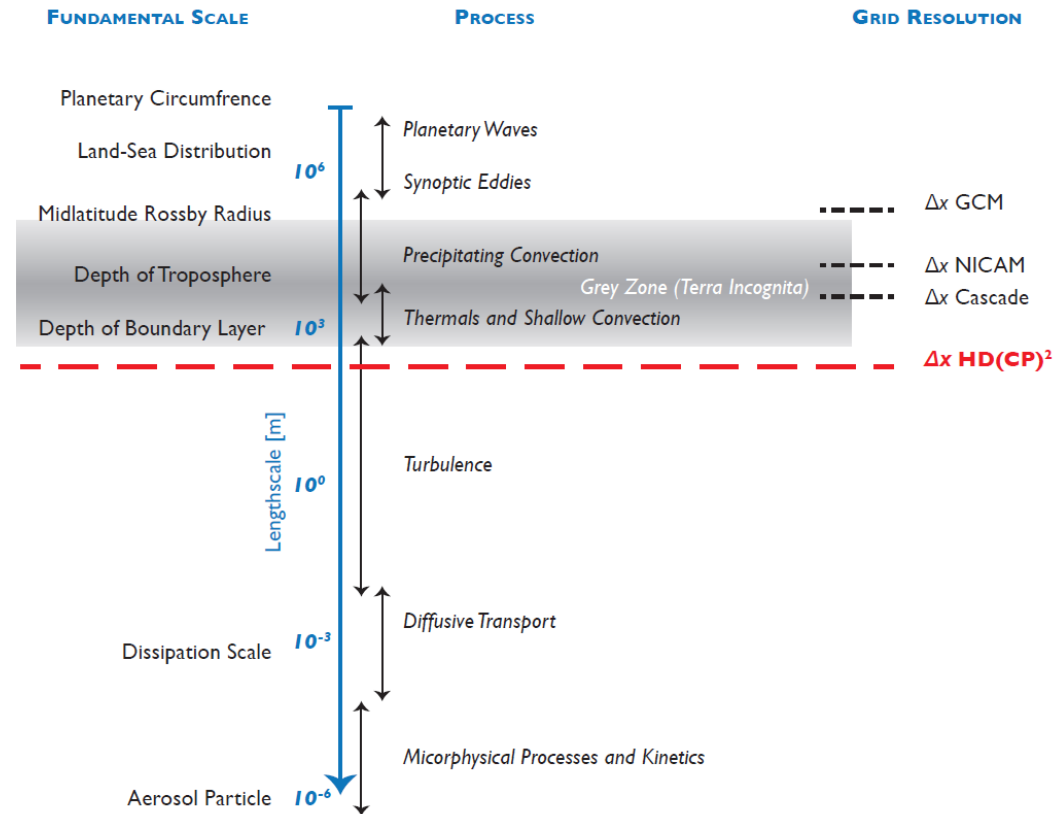 FUNDAMENTAL SCALE
PROCESS
GRID RESOLUTION
Planetary Circumfrence
Planetary Waves
Land-Sea Distribution
10⁶
Synoptic Eddies
Midlatitude Rossby Radius
Δx GCM
Precipitating Convection
Δx NICAM
Depth of Troposphere
Grey Zone (Terra Incognita)
Δx Cascade
Depth of Boundary Layer
10³
Thermals and Shallow Convection
Δx HD(CP)²
Lengthscale [m]
Turbulence
10⁰
Diffusive Transport
10⁻³
Dissipation Scale
Micorphysical Processes and Kinetics
Aerosol Particle
10⁻⁶